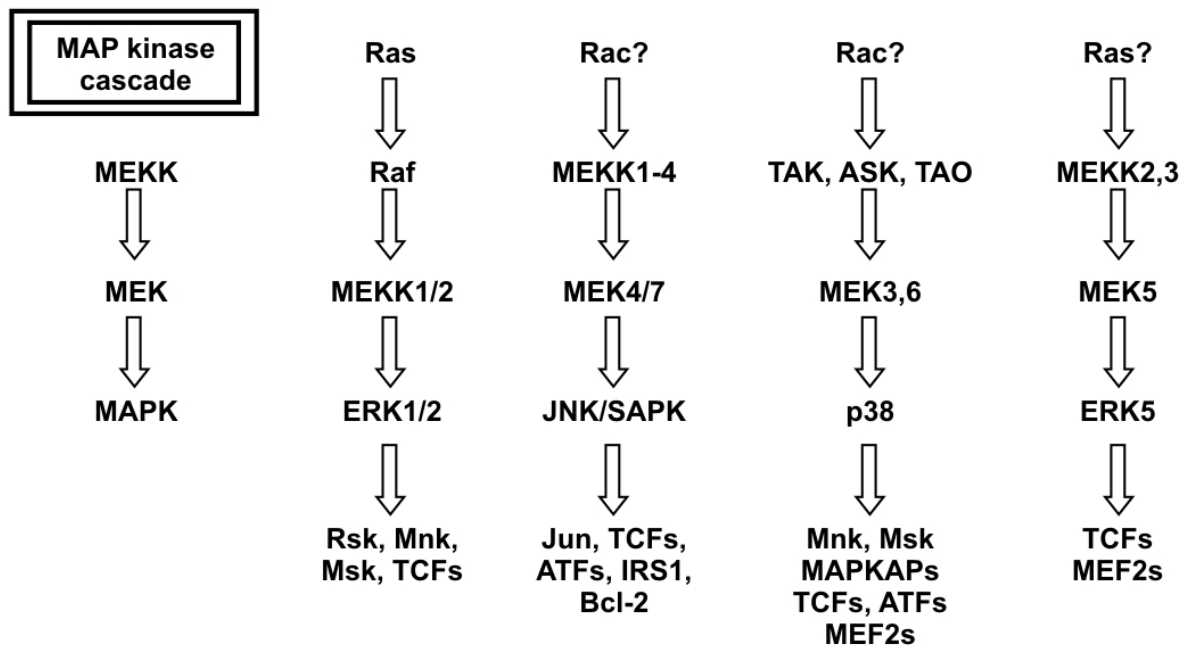 MAP kinase
cascade
Ras
Rac?
Rac?
Ras?
MEKK
Raf
MEKK1-4
TAK, ASK, TAO
MEKK2,3
MEK
MEKK1/2
MEK4/7
MEK3,6
MEK5
MAPK
ERK1/2
JNK/SAPK
p38
ERK5
Rsk, Mnk,
Msk, TCFs
Jun, TCFs,
ATFs, IRS1,
Bcl-2
Mnk, Msk
MAPKAPs
TCFs, ATFs
MEF2s
TCFs
MEF2s